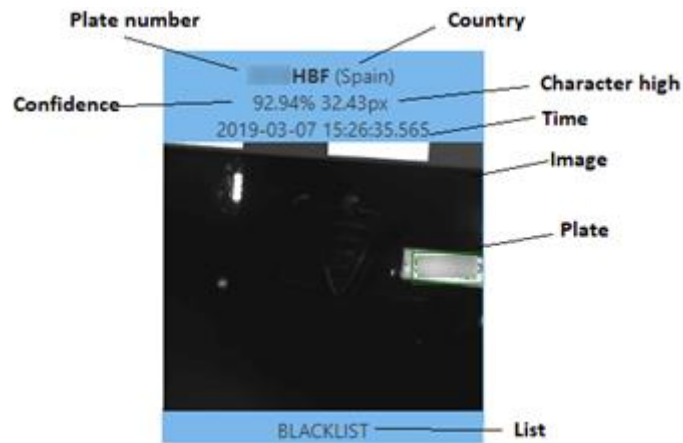 Plate number
Country
HBF (Spain)
Confidence
92.94% 32.43px
Character high
2019-03-07 15:26:35.565
Time
Image
Plate
BLACKLIST
List